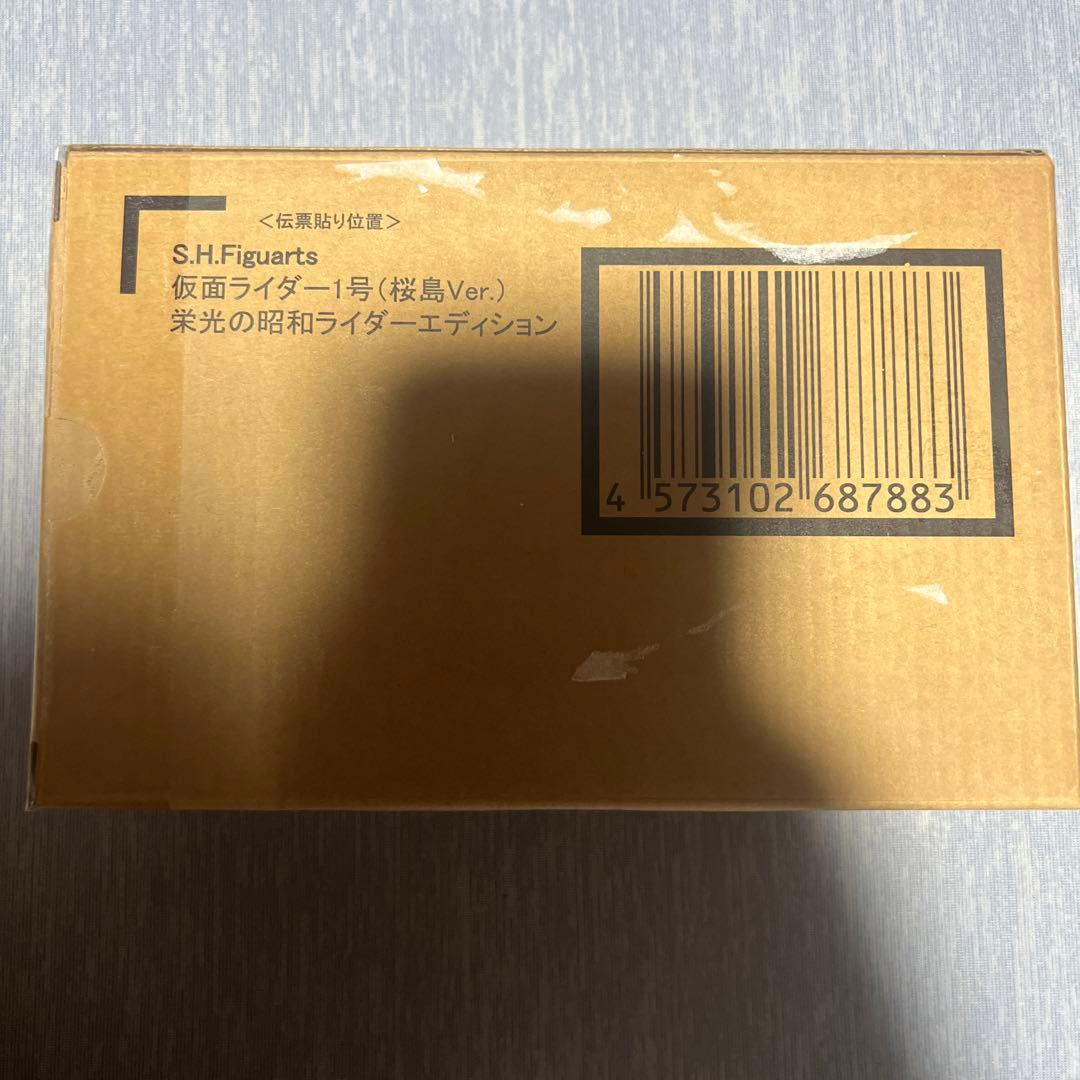 <伝票貼り位置>
S.H.Figuarts
仮面ライダー1号(桜島Ver.)
栄光の昭和ライダーエディション
4 573102 687883